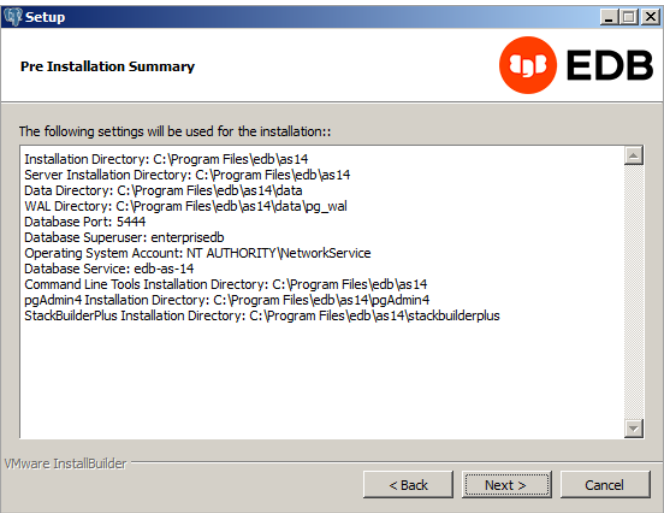 Setup
Pre Installation Summary
EDB
The following settings will be used for the installation::
Installation Directory: C:\Program Files\edb\as14
Server Installation Directory: C:\Program Files\edb\as14
Data Directory: C:\Program Files\edb\as14\data
WAL Directory: C:\Program Files\edb\as14\data\pg_wal
Database Port: 5444
Database Superuser: enterprisedb
Operating System Account: NT AUTHORITY\NetworkService
Database Service: edb-as-14
Command Line Tools Installation Directory: C:\Program Files\edb\as14
pgAdmin4 Installation Directory: C:\Program Files\edb\as14\pgAdmin4
StackBuilderPlus Installation Directory: C:\Program Files\edb\as14\stackbuilderplus
VMware InstallBuilder
< Back
Next >
Cancel